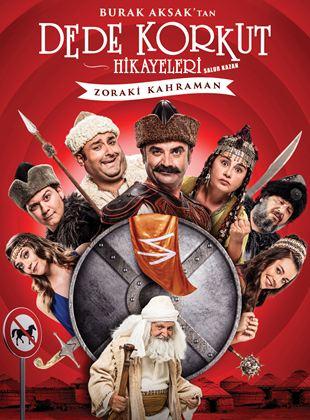 BURAK AKSAK'TAN
DEDE KORKUT
HİKAYELERİ SALUR KAZAN
ZORAKİ KAHRAMAN